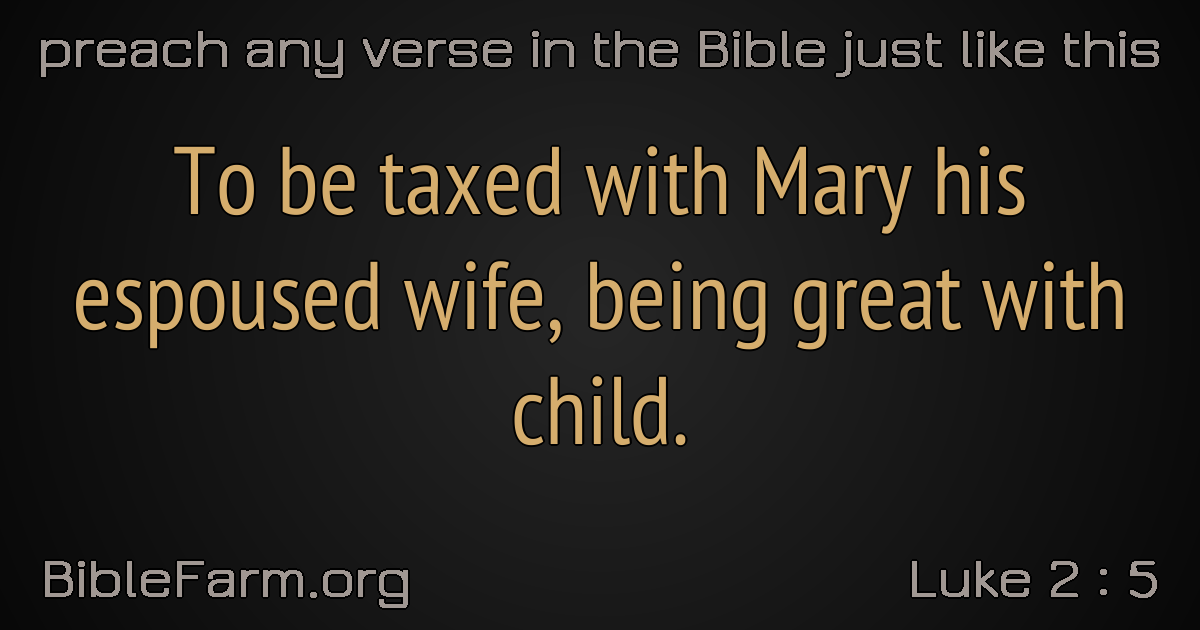 preach any verse in the Bible just like this
To be taxed with Mary his
espoused wife, being great with
child.
BibleFarm.org
Luke 2 : 5